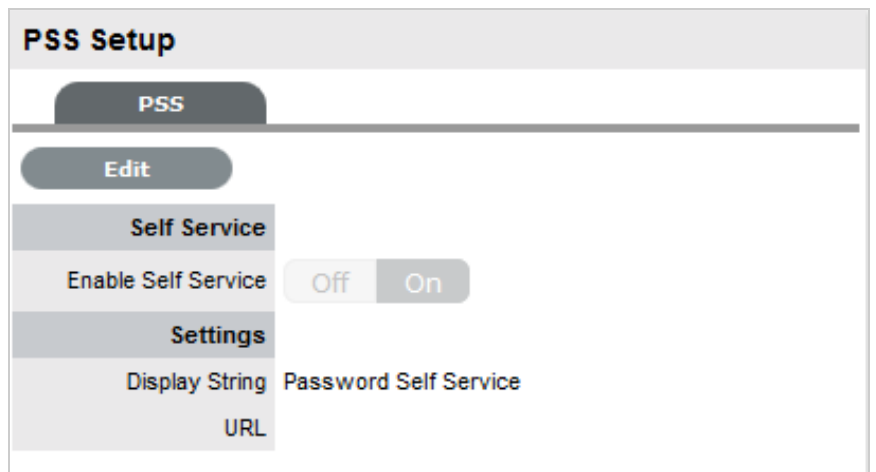 PSS Setup
PSS
Edit
Self Service
Enable Self Service Off On
Settings
Display String Password Self Service
URL